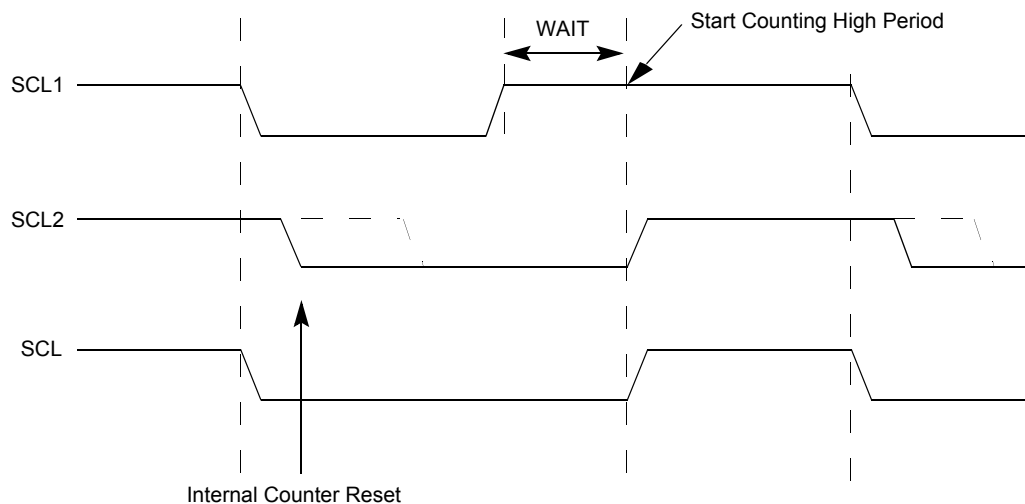 Start Counting High Period
WAIT
SCL1
SCL2
SCL
Internal Counter Reset